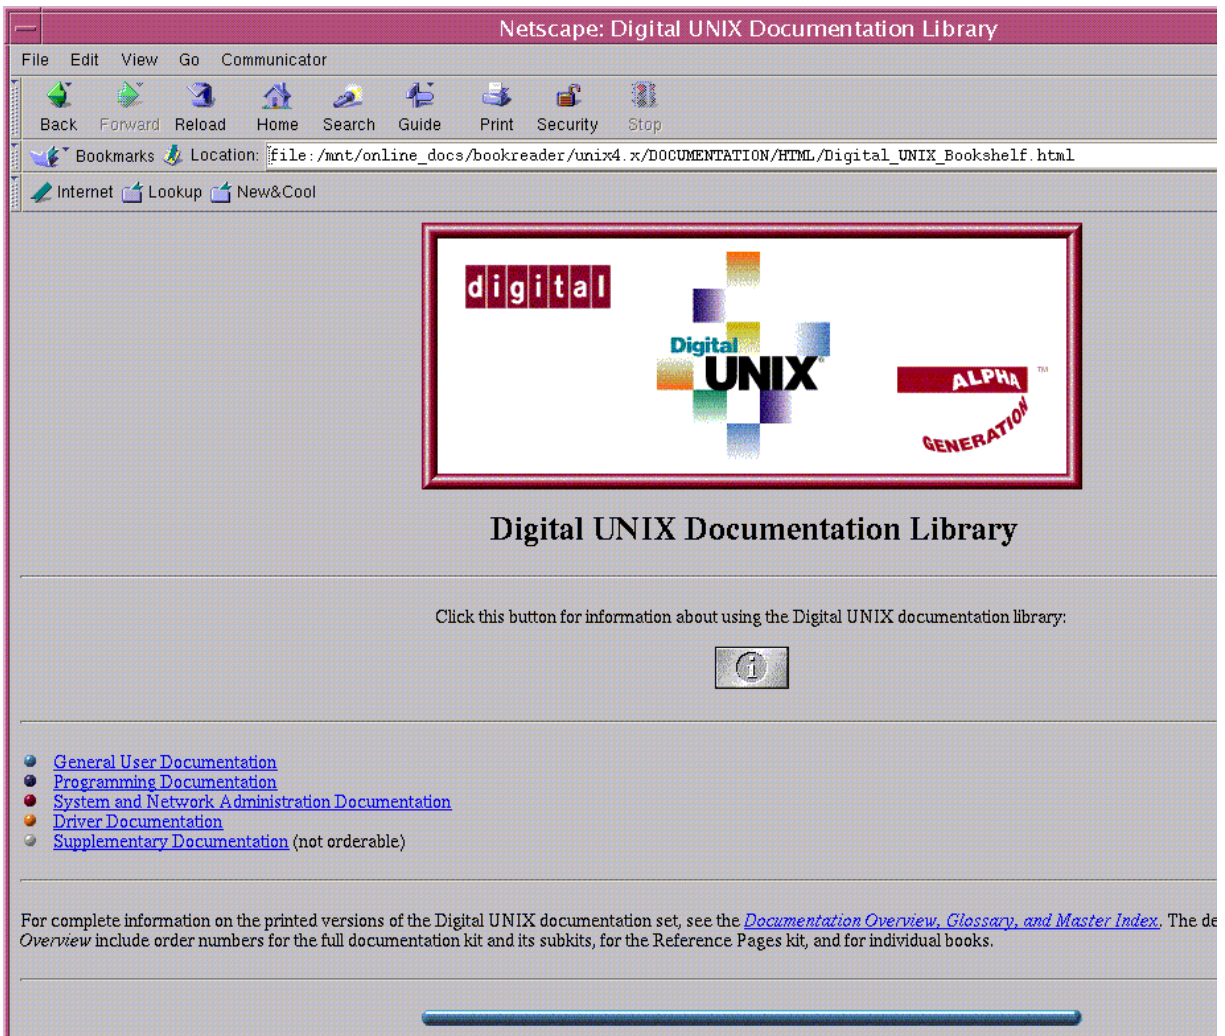 Netscape: Digital UNIX Documentation Library
File Edit View Go Communicator
Back Forward Reload Home Search Guide Print Security Stop
Bookmarks Location: file:/mnt/online_docs/bookreader/unix4.x/DOCUMENTATION/HTML/Digital_UNIX_Bookshelf.html
Internet Lookup New&Cool
digital
Digital
UNIX
ALPHA ™
GENERATION
Digital UNIX Documentation Library
Click this button for information about using the Digital UNIX documentation library:
i
General User Documentation
Programming Documentation
System and Network Administration Documentation
Driver Documentation
Supplementary Documentation (not orderable)
For complete information on the printed versions of the Digital UNIX documentation set, see the Documentation Overview, Glossary, and Master Index. The de
Overview include order numbers for the full documentation kit and its subkits, for the Reference Pages kit, and for individual books.